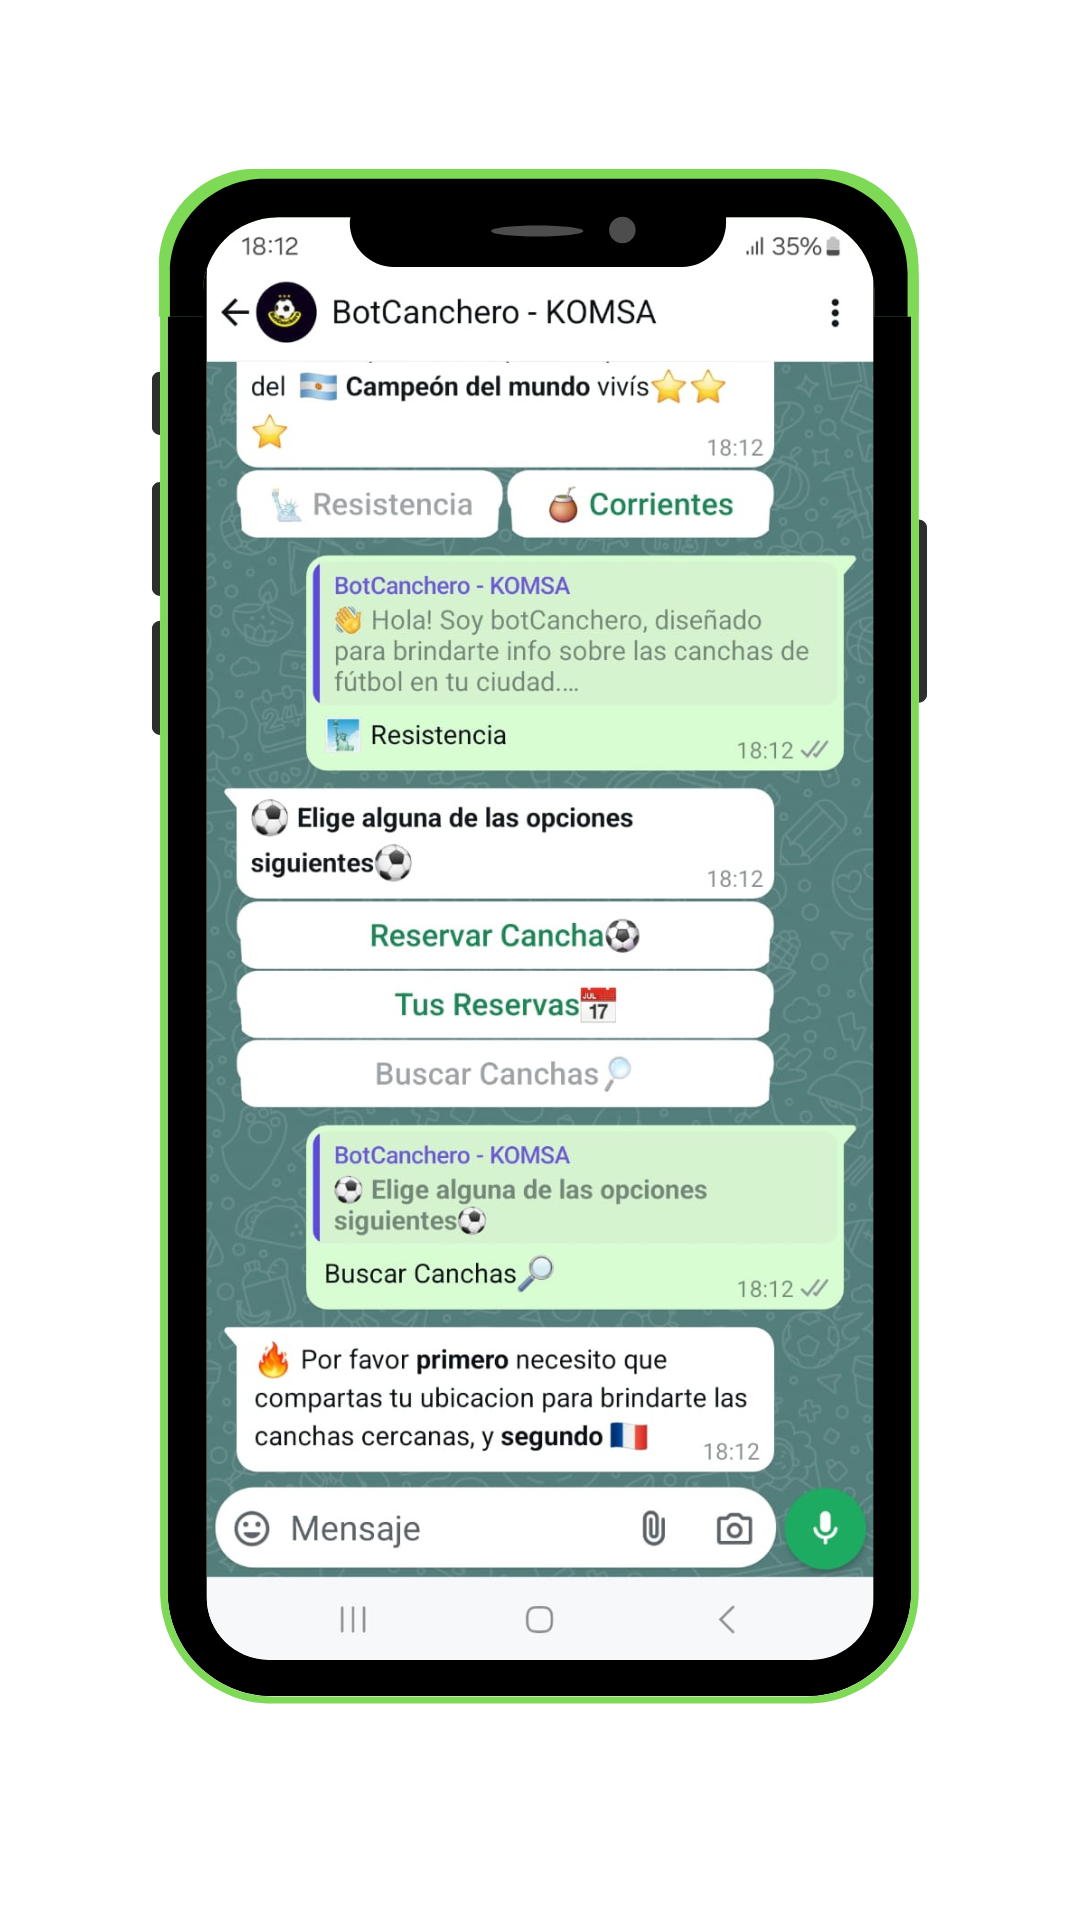 18:12
35%
BotCanchero - KOMSA
del 🇦🇷 Campeón del mundo vivís⭐⭐
⭐
18:12
🗽 Resistencia
🧉 Corrientes
BotCanchero - KOMSA
👋 Hola! Soy botCanchero, diseñado
para brindarte info sobre las canchas de
fútbol en tu ciudad....
🗽 Resistencia
18:12
⚽ Elige alguna de las opciones
siguientes⚽
18:12
Reservar Cancha⚽
Tus Reservas📅
Buscar Canchas🔎
BotCanchero - KOMSA
⚽ Elige alguna de las opciones
siguientes⚽
Buscar Canchas🔎
18:12
🔥 Por favor primero necesito que
compartas tu ubicacion para brindarte las
canchas cercanas, y segundo 🇫🇷
18:12
Mensaje